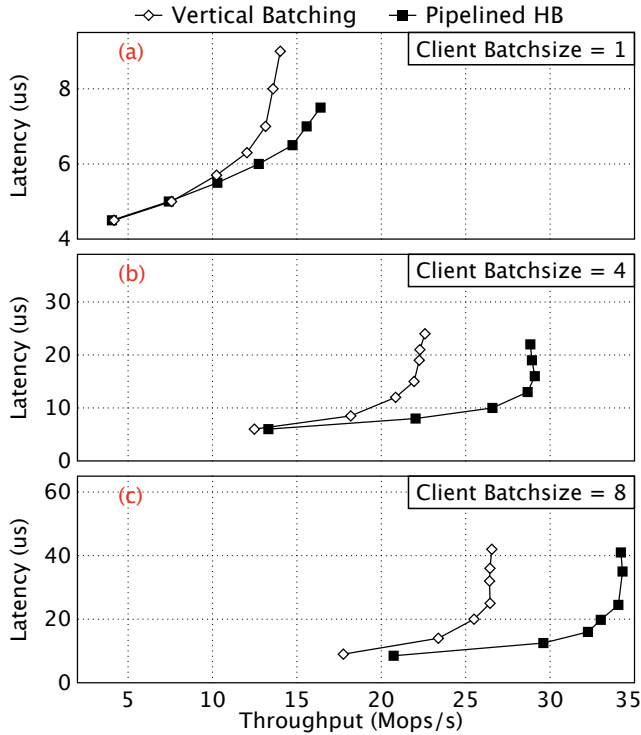 Vertical Batching Pipelined HB
(a) Client Batchsize = 1
Latency (us)
8
6
4
(b) Client Batchsize = 4
Latency (us)
30
20
10
0
(c) Client Batchsize = 8
Latency (us)
60
40
20
0
5 10 15 20 25 30 35
Throughput (Mops/s)